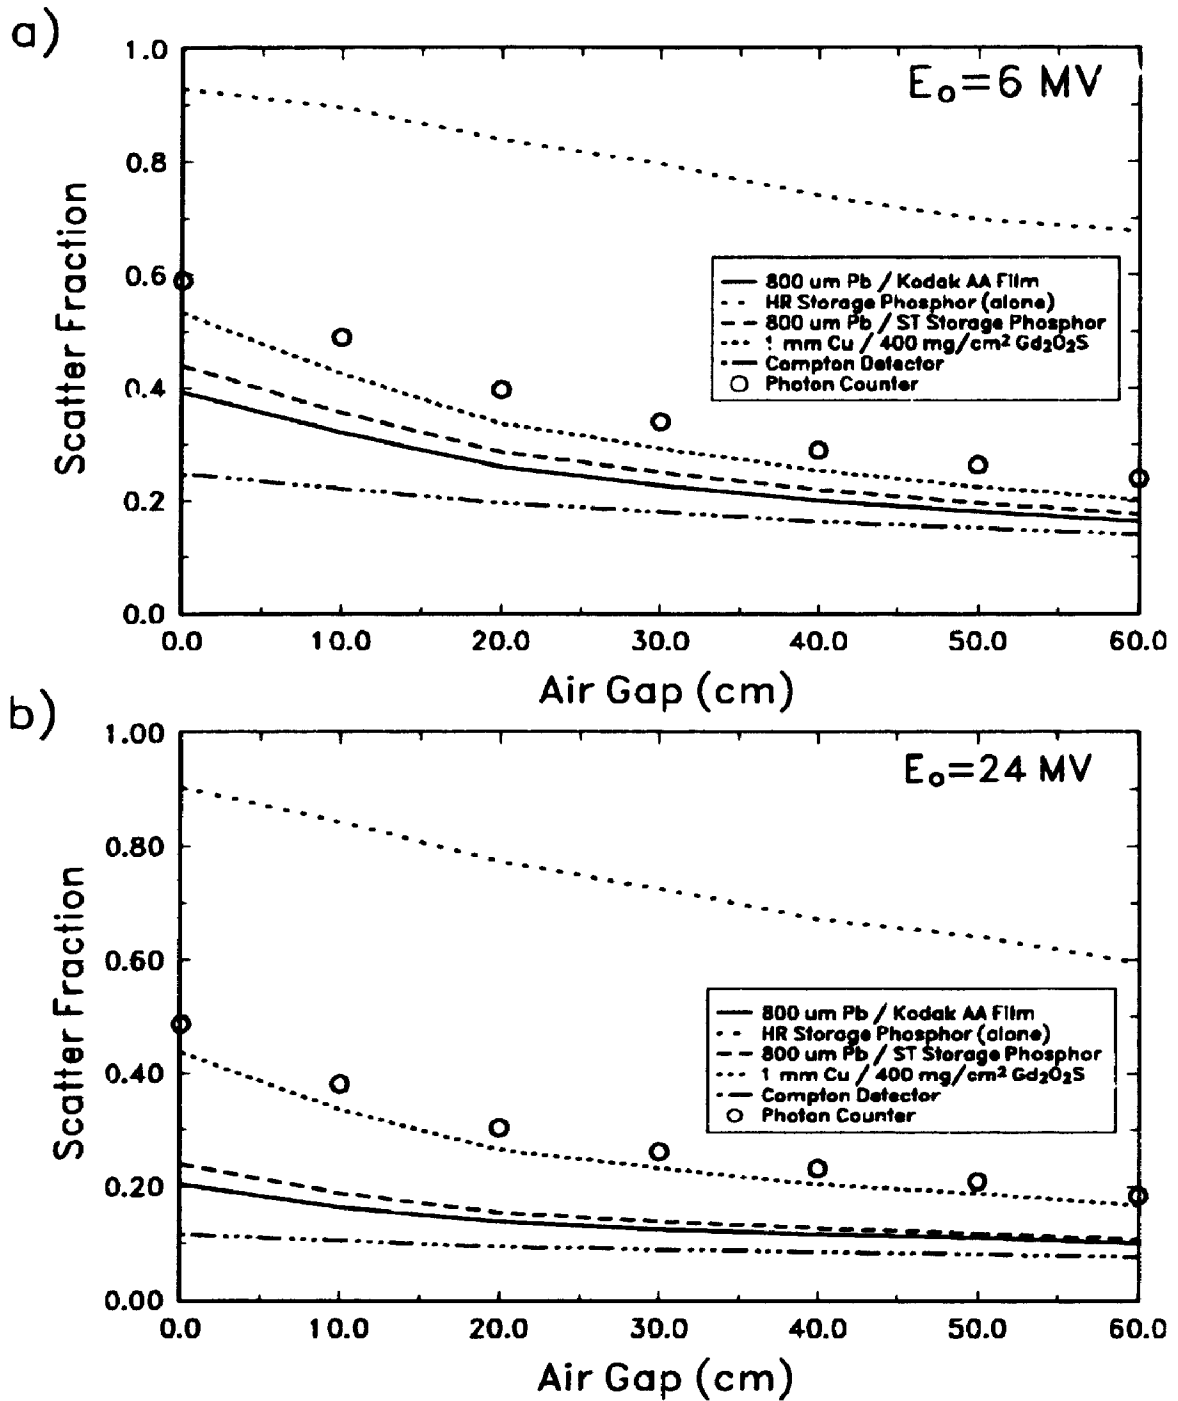 a)
E₀=6 MV
1.0
0.8
0.6
0.4
0.2
0.0
Scatter Fraction
800 um Pb / Kodak AA Film
HR Storage Phosphor (alone)
800 um Pb / ST Storage Phosphor
1 mm Cu / 400 mg/cm² Gd₂O₂S
Compton Detector
Photon Counter
0.0 10.0 20.0 30.0 40.0 50.0 60.0
Air Gap (cm)
b)
E₀=24 MV
1.00
0.80
0.60
0.40
0.20
0.00
Scatter Fraction
800 um Pb / Kodak AA Film
HR Storage Phosphor (alone)
800 um Pb / ST Storage Phosphor
1 mm Cu / 400 mg/cm² Gd₂O₂S
Compton Detector
Photon Counter
0.0 10.0 20.0 30.0 40.0 50.0 60.0
Air Gap (cm)